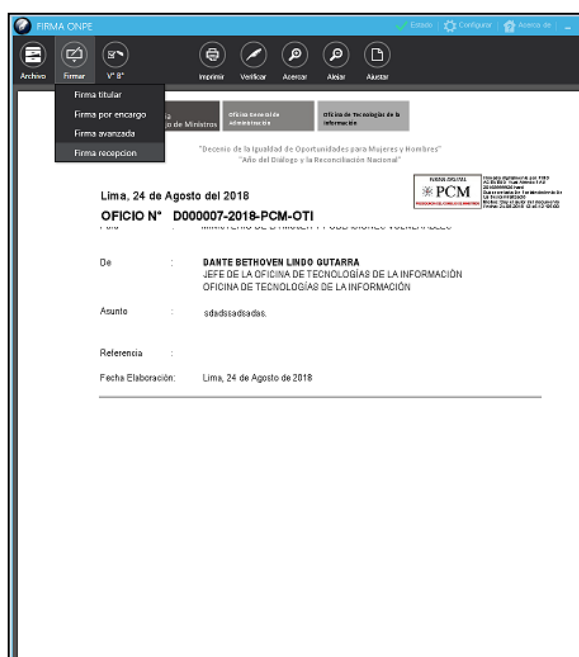 FIRMA ONPE
Estado Configurar Acerca de
Archivo Firmar V° B° Imprimir Verificar Acercar Alejar Ajustar
Firma titular
Firma por encargo
Firma avanzada
Firma recepcion
jo de Ministros
Oficina General de
Administración
Oficina de Tecnologías de la
Información
"Decenio de la Igualdad de Oportunidades para Mujeres y Hombres"
"Año del Diálogo y la Reconciliación Nacional"
FIRMA DIGITAL
PCM
Lima, 24 de Agosto del 2018
OFICIO N° D000007-2018-PCM-OTI
De : DANTE BETHOVEN LINDO GUTARRA
JEFE DE LA OFICINA DE TECNOLOGÍAS DE LA INFORMACIÓN
OFICINA DE TECNOLOGÍAS DE LA INFORMACIÓN
Asunto : sdadssadsadas.
Referencia :
Fecha Elaboración: Lima, 24 de Agosto de 2018